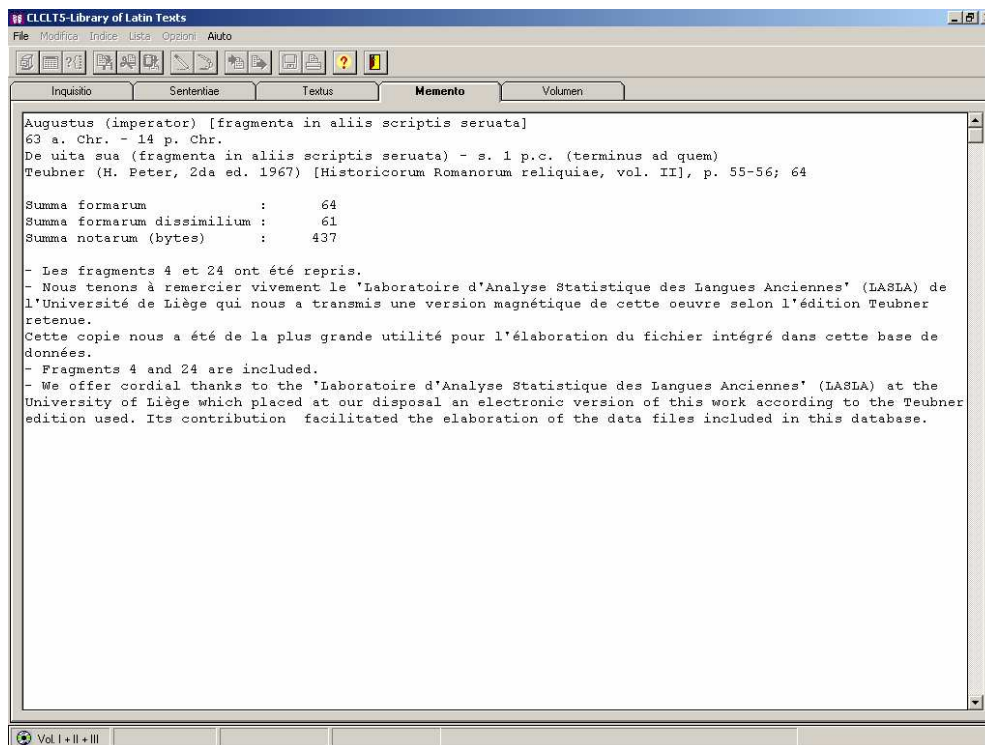 CLCLT5-Library of Latin Texts
File Modifica Indice Lista Opzioni Aiuto
Inquisitio Sententiae Textus Memento Volumen
Augustus (imperator) [fragmenta in aliis scriptis seruata]
63 a. Chr. - 14 p. Chr.
De uita sua (fragmenta in aliis scriptis seruata) - s. 1 p.c. (terminus ad quem)
Teubner (H. Peter, 2da ed. 1967) [Historicorum Romanorum reliquiae, vol. II], p. 55-56; 64
Summa formarum : 64
Summa formarum dissimilium : 61
Summa notarum (bytes) : 437
- Les fragments 4 et 24 ont été repris.
- Nous tenons à remercier vivement le 'Laboratoire d'Analyse Statistique des Langues Anciennes' (LASLA) de
l'Université de Liège qui nous a transmis une version magnétique de cette oeuvre selon l'édition Teubner
retenue.
Cette copie nous a été de la plus grande utilité pour l'élaboration du fichier intégré dans cette base de
données.
- Fragments 4 and 24 are included.
- We offer cordial thanks to the 'Laboratoire d'Analyse Statistique des Langues Anciennes' (LASLA) at the
University of Liège which placed at our disposal an electronic version of this work according to the Teubner
edition used. Its contribution facilitated the elaboration of the data files included in this database.
Vol. I + II + III